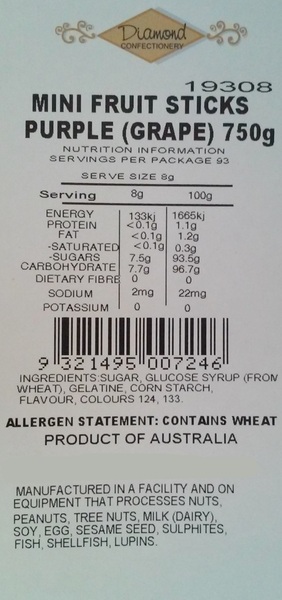 Diamond
CONFECTIONERY
19308
MINI FRUIT STICKS
PURPLE (GRAPE) 750g
NUTRITION INFORMATION
SERVINGS PER PACKAGE 93
SERVE SIZE 8g
Serving 8g 100g
ENERGY 133kj 1665kj
PROTEIN <0.1g 1.1g
FAT <0.1g 1.2g
-SATURATED <0.1g 0.3g
-SUGARS 7.5g 93.5g
CARBOHYDRATE 7.7g 96.7g
DIETARY FIBRE 0 0
SODIUM 2mg 22mg
POTASSIUM 0 0
9 321495 007246
INGREDIENTS:SUGAR, GLUCOSE SYRUP (FROM
WHEAT), GELATINE, CORN STARCH,
FLAVOUR, COLOURS 124, 133.
ALLERGEN STATEMENT: CONTAINS WHEAT
PRODUCT OF AUSTRALIA
MANUFACTURED IN A FACILITY AND ON
EQUIPMENT THAT PROCESSES NUTS,
PEANUTS, TREE NUTS, MILK (DAIRY),
SOY, EGG, SESAME SEED, SULPHITES,
FISH, SHELLFISH, LUPINS.